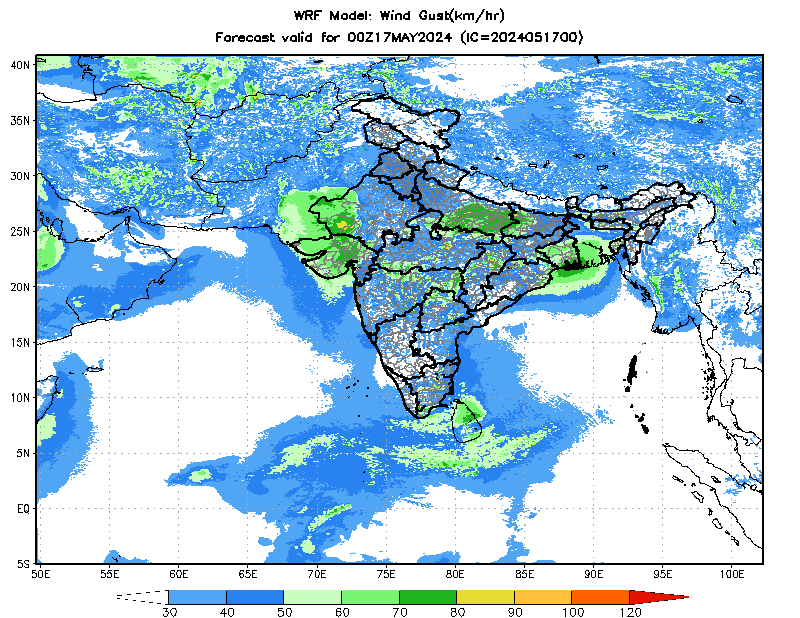 WRF Model: Wind Gust(km/hr)
Forecast valid for 00Z17MAY2024 (IC=2024051700)
40N
35N
30N
25N
20N
15N
10N
5N
EQ
5S
50E 55E 60E 65E 70E 75E 80E 85E 90E 95E 100E
30 40 50 60 70 80 90 100 120